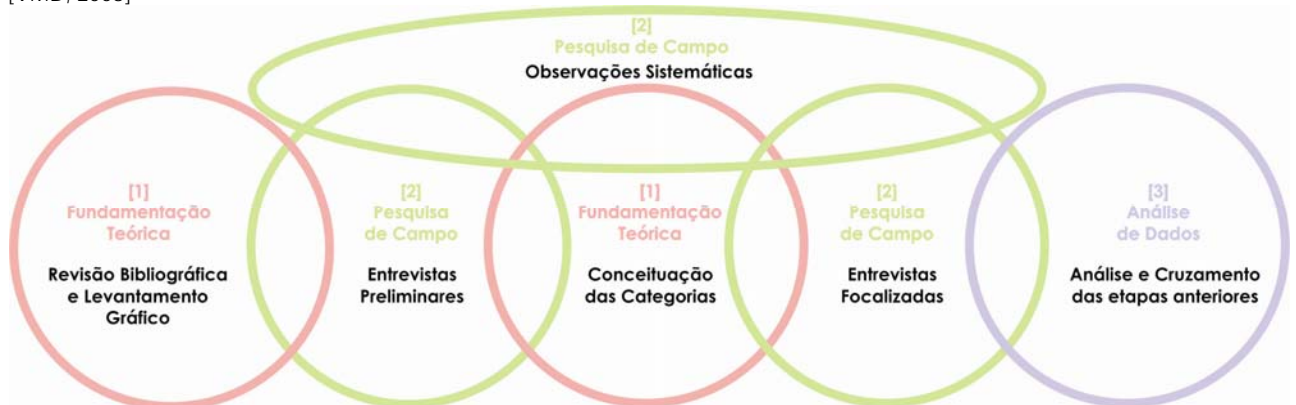 [2]
Pesquisa de Campo
Observações Sistemáticas
[1]
Fundamentação
Teórica
Revisão Bibliográfica
e Levantamento
Gráfico
[2]
Pesquisa
de Campo
Entrevistas
Preliminares
[1]
Fundamentação
Teórica
Conceituação
das Categorias
[2]
Pesquisa
de Campo
Entrevistas
Focalizadas
[3]
Análise
de Dados
Análise e Cruzamento
das etapas anteriores